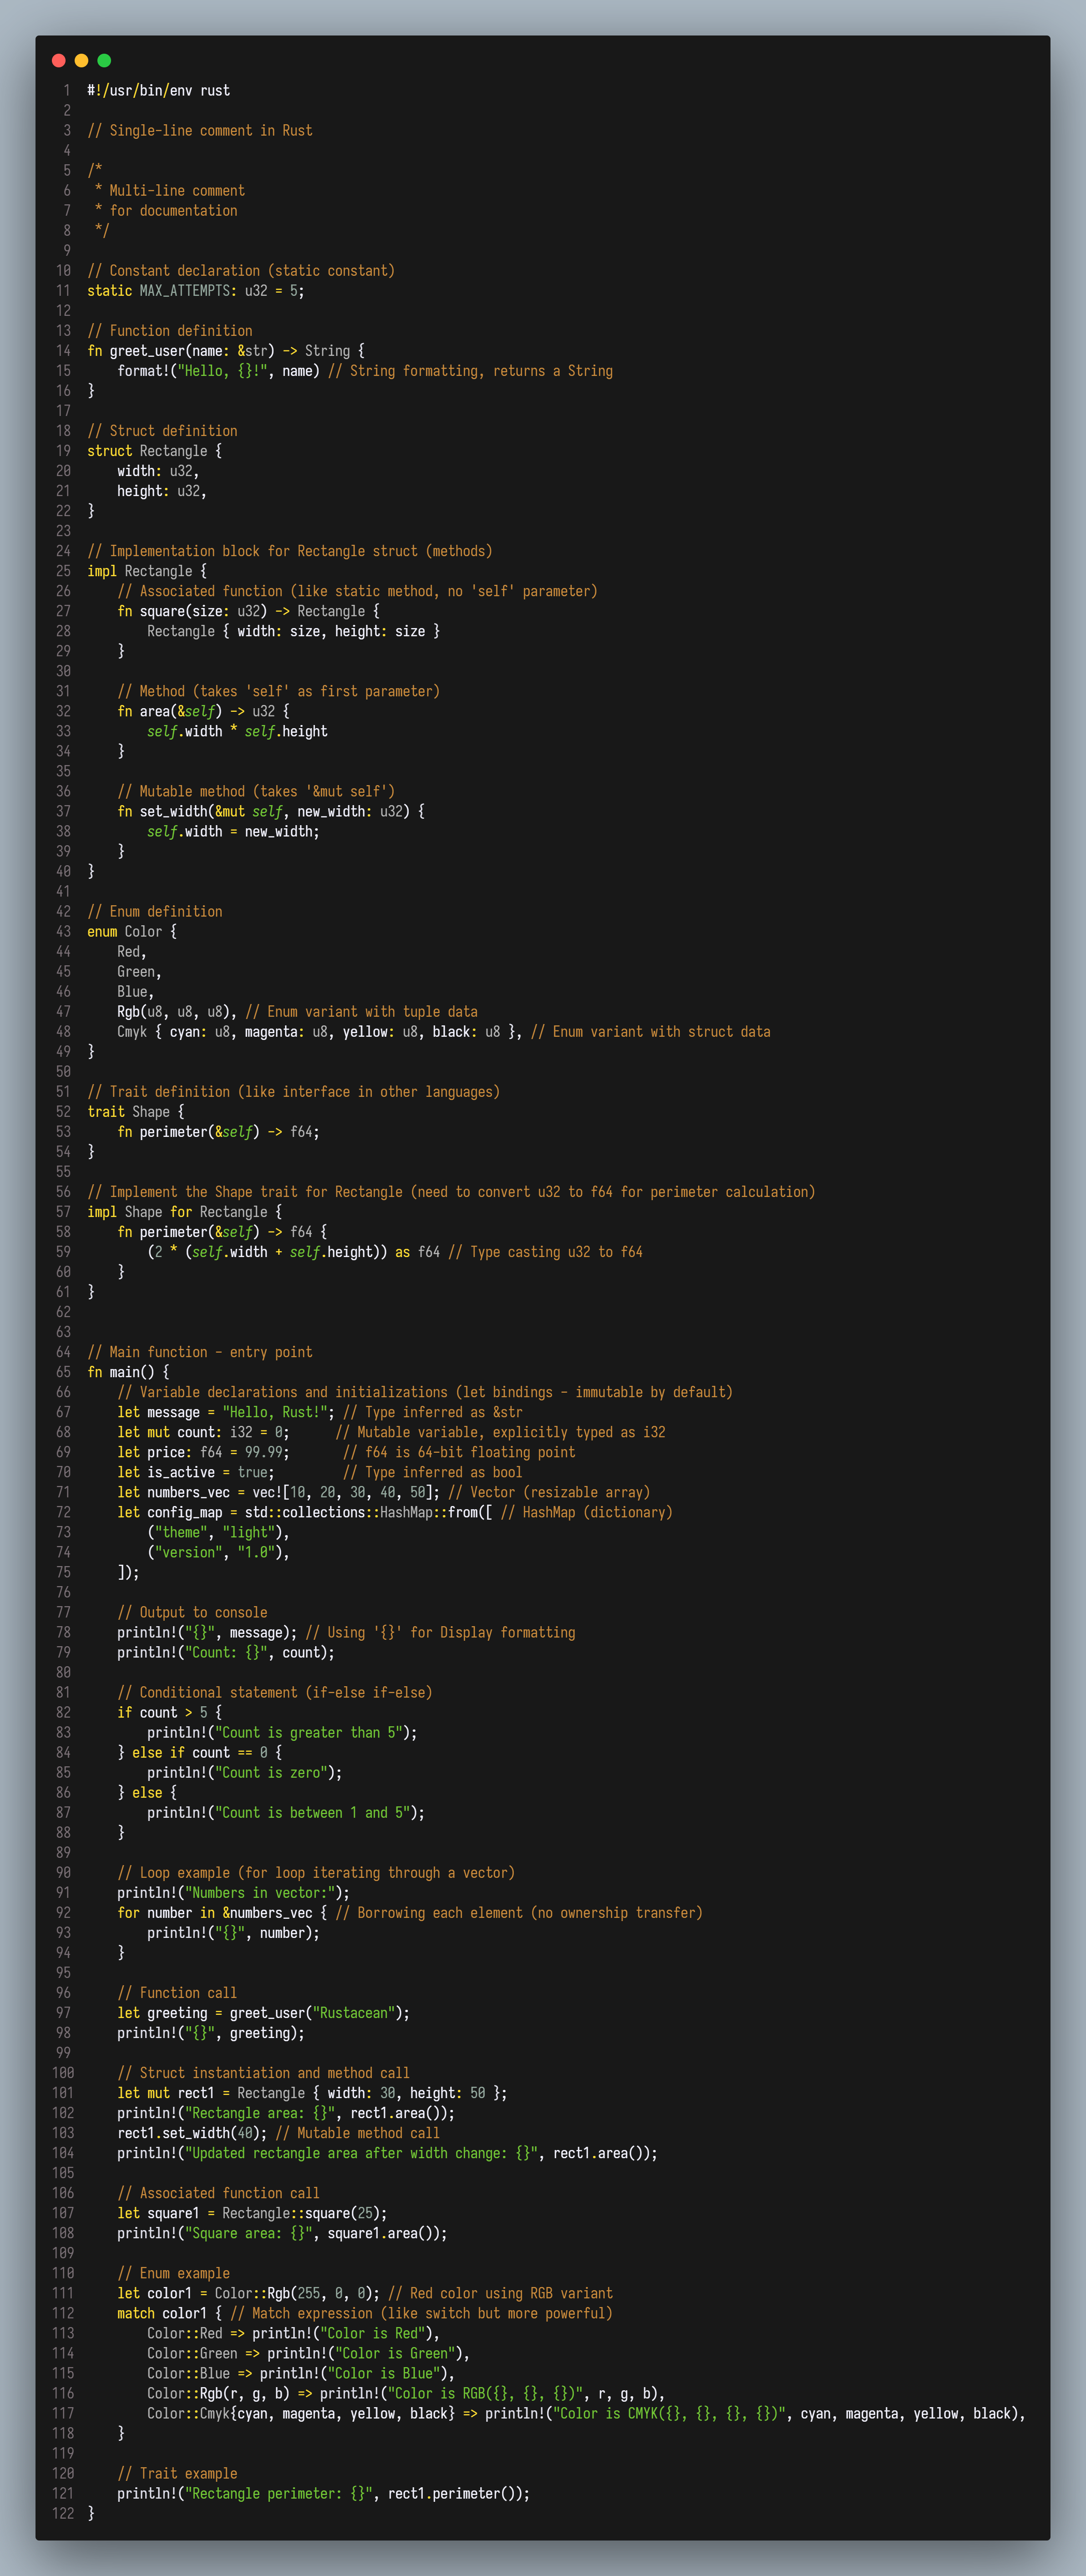 1 #!/usr/bin/env rust
2
3 // Single-line comment in Rust
4
5 /*
6  * Multi-line comment
7  * for documentation
8  */
9
10 // Constant declaration (static constant)
11 static MAX_ATTEMPTS: u32 = 5;
12
13 // Function definition
14 fn greet_user(name: &str) -> String {
15     format!("Hello, {}!", name) // String formatting, returns a String
16 }
17
18 // Struct definition
19 struct Rectangle {
20     width: u32,
21     height: u32,
22 }
23
24 // Implementation block for Rectangle struct (methods)
25 impl Rectangle {
26     // Associated function (like static method, no 'self' parameter)
27     fn square(size: u32) -> Rectangle {
28         Rectangle { width: size, height: size }
29     }
30
31     // Method (takes 'self' as first parameter)
32     fn area(&self) -> u32 {
33         self.width * self.height
34     }
35
36     // Mutable method (takes '&mut self')
37     fn set_width(&mut self, new_width: u32) {
38         self.width = new_width;
39     }
40 }
41
42 // Enum definition
43 enum Color {
44     Red,
45     Green,
46     Blue,
47     Rgb(u8, u8, u8), // Enum variant with tuple data
48     Cmyk { cyan: u8, magenta: u8, yellow: u8, black: u8 }, // Enum variant with struct data
49 }
50
51 // Trait definition (like interface in other languages)
52 trait Shape {
53     fn perimeter(&self) -> f64;
54 }
55
56 // Implement the Shape trait for Rectangle (need to convert u32 to f64 for perimeter calculation)
57 impl Shape for Rectangle {
58     fn perimeter(&self) -> f64 {
59         (2 * (self.width + self.height)) as f64 // Type casting u32 to f64
60     }
61 }
62
63
64 // Main function - entry point
65 fn main() {
66     // Variable declarations and initializations (let bindings - immutable by default)
67     let message = "Hello, Rust!"; // Type inferred as &str
68     let mut count: i32 = 0;      // Mutable variable, explicitly typed as i32
69     let price: f64 = 99.99;       // f64 is 64-bit floating point
70     let is_active = true;         // Type inferred as bool
71     let numbers_vec = vec![10, 20, 30, 40, 50]; // Vector (resizable array)
72     let config_map = std::collections::HashMap::from([ // HashMap (dictionary)
73         ("theme", "light"),
74         ("version", "1.0"),
75     ]);
76
77     // Output to console
78     println!("{}", message); // Using '{}' for Display formatting
79     println!("Count: {}", count);
80
81     // Conditional statement (if-else if-else)
82     if count > 5 {
83         println!("Count is greater than 5");
84     } else if count == 0 {
85         println!("Count is zero");
86     } else {
87         println!("Count is between 1 and 5");
88     }
89
90     // Loop example (for loop iterating through a vector)
91     println!("Numbers in vector:");
92     for number in &numbers_vec { // Borrowing each element (no ownership transfer)
93         println!("{}", number);
94     }
95
96     // Function call
97     let greeting = greet_user("Rustacean");
98     println!("{}", greeting);
99
100     // Struct instantiation and method call
101     let mut rect1 = Rectangle { width: 30, height: 50 };
102     println!("Rectangle area: {}", rect1.area());
103     rect1.set_width(40); // Mutable method call
104     println!("Updated rectangle area after width change: {}", rect1.area());
105
106     // Associated function call
107     let square1 = Rectangle::square(25);
108     println!("Square area: {}", square1.area());
109
110     // Enum example
111     let color1 = Color::Rgb(255, 0, 0); // Red color using RGB variant
112     match color1 { // Match expression (like switch but more powerful)
113         Color::Red => println!("Color is Red"),
114         Color::Green => println!("Color is Green"),
115         Color::Blue => println!("Color is Blue"),
116         Color::Rgb(r, g, b) => println!("Color is RGB({}, {}, {})", r, g, b),
117         Color::Cmyk{cyan, magenta, yellow, black} => println!("Color is CMYK({}, {}, {}, {})", cyan, magenta, yellow, black),
118     }
119
120     // Trait example
121     println!("Rectangle perimeter: {}", rect1.perimeter());
122 }